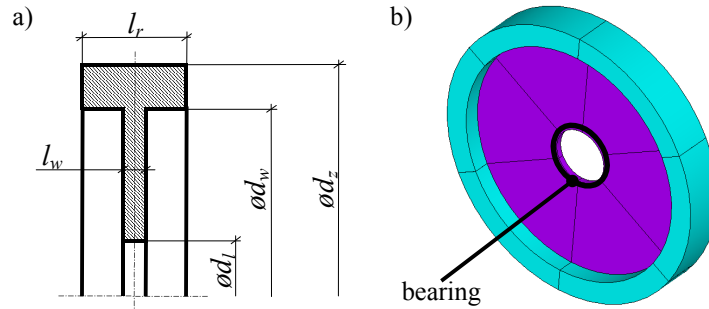 a)
l_r
l_w
ød_l
ød_w
ød_z
b)
bearing